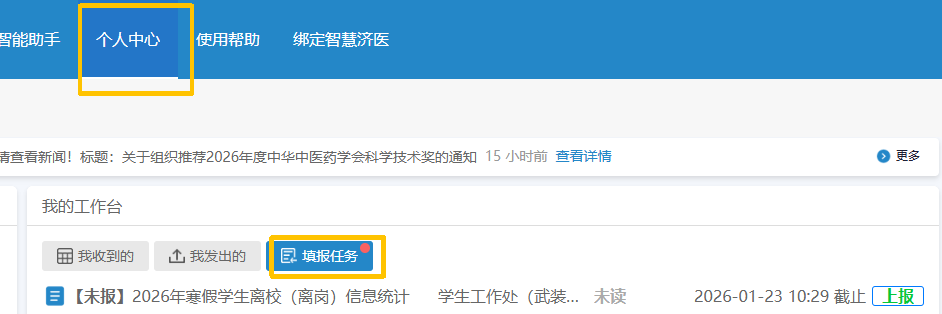 智能助手 个人中心 使用帮助 绑定智慧济医
请查看新闻！标题：关于组织推荐2026年度中华中医药学会科学技术奖的通知 15 小时前 查看详情 更多
我的工作台
我收到的 我发出的 填报任务
【未报】2026年寒假学生离校（离岗）信息统计 学生工作处（武装... 未读 2026-01-23 10:29 截止 上报